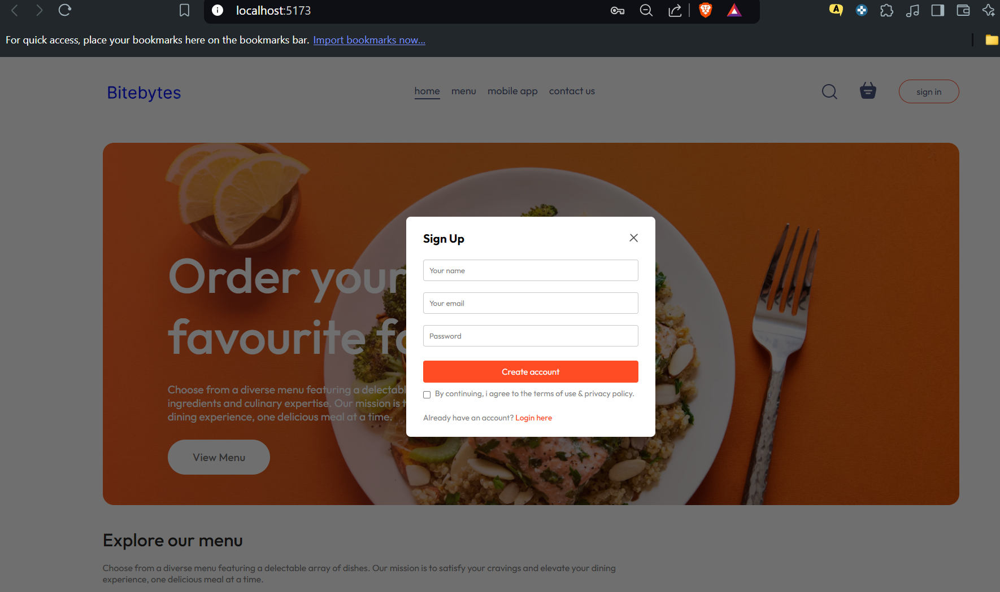 localhost:5173
For quick access, place your bookmarks here on the bookmarks bar. Import bookmarks now...
Bitebytes
home menu mobile app contact us
sign in
Order your
favourite fo
Choose from a diverse menu featuring a delectabl
ingredients and culinary expertise. Our mission is t
dining experience, one delicious meal at a time.
View Menu
Sign Up
Your name
Your email
Password
Create account
By continuing, i agree to the terms of use & privacy policy.
Already have an account? Login here
Explore our menu
Choose from a diverse menu featuring a delectable array of dishes. Our mission is to satisfy your cravings and elevate your dining
experience, one delicious meal at a time.